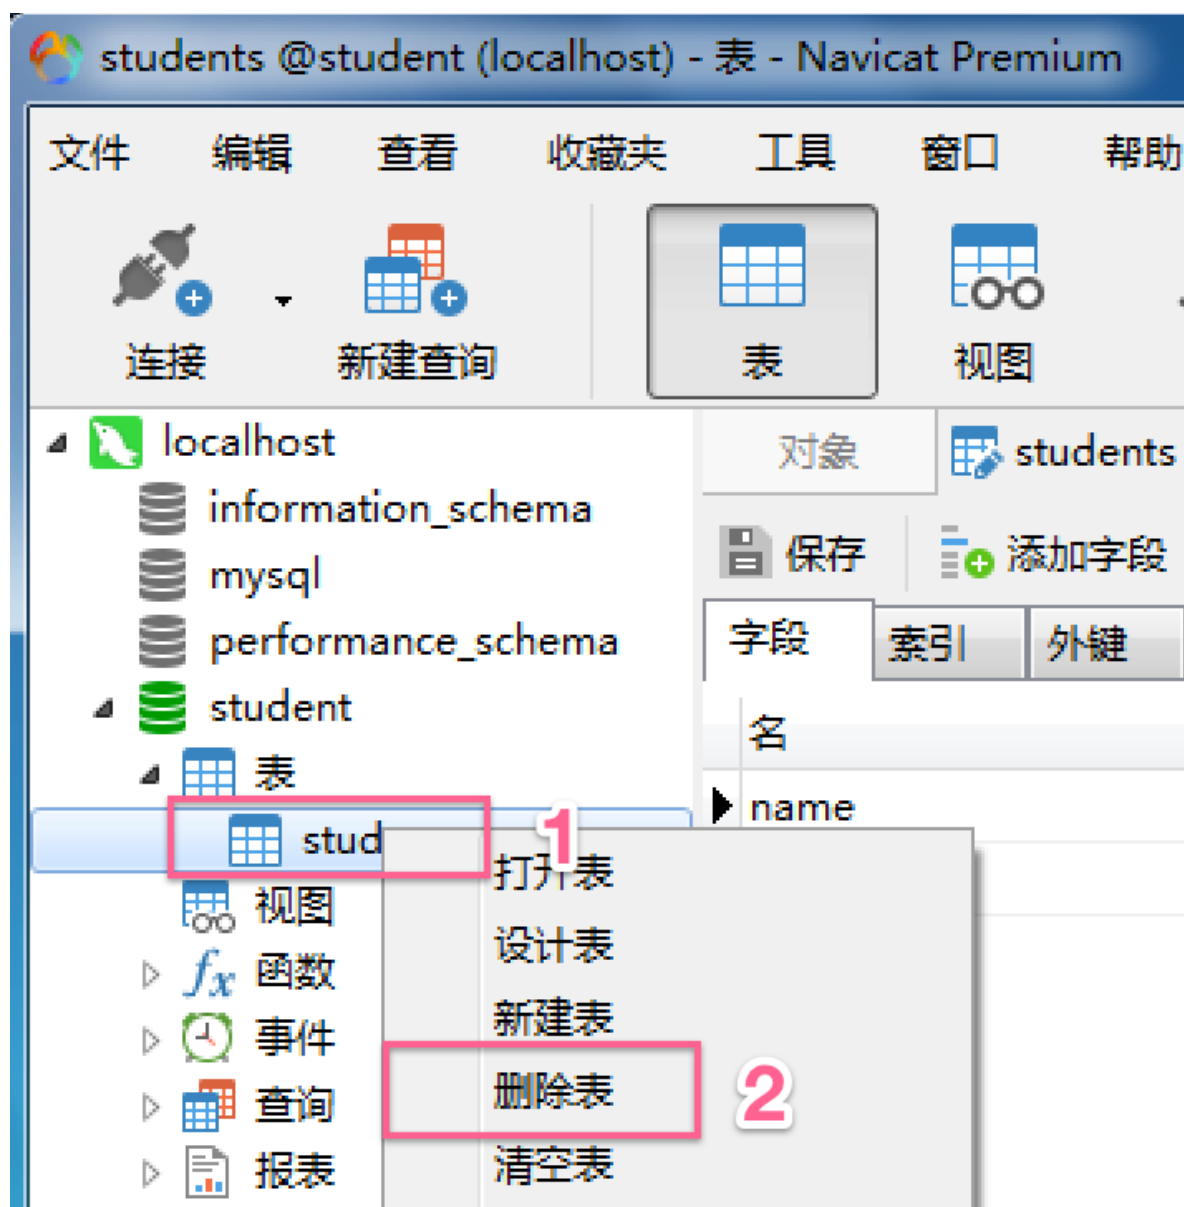 students @student (localhost) - 表 - Navicat Premium
文件 编辑 查看 收藏夹 工具 窗口 帮助
连接 新建查询 表 视图
localhost
information_schema
mysql
performance_schema
student
表
stud
视图
函数
事件
查询
报表
对象 students
保存 添加字段
字段 索引 外键
名
name
1
打开表
设计表
新建表
删除表
2
清空表